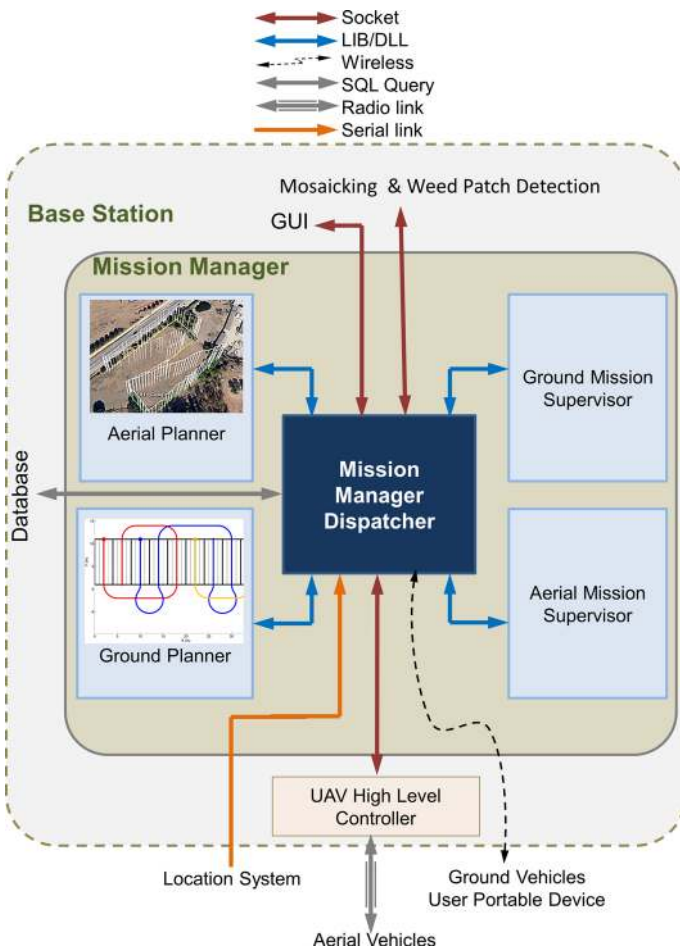 Socket
LIB/DLL
Wireless
SQL Query
Radio link
Serial link
Mosaicking & Weed Patch Detection
Base Station
GUI
Mission Manager
Aerial Planner
Ground Mission
Supervisor
Mission
Manager
Dispatcher
Database
Ground Planner
Aerial Mission
Supervisor
UAV High Level
Controller
Location System
Ground Vehicles
User Portable Device
Aerial Vehicles